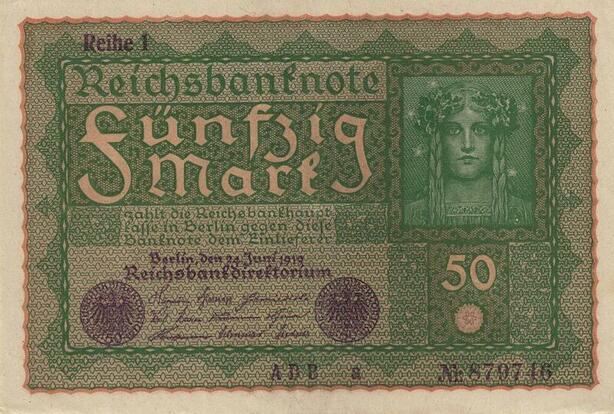 Reihe 1
Reichsbanknote
Fünfzig
Mark
zahlt die Reichsbankhaupt
kasse in Berlin gegen diese
Banknote dem Einlieferer
Berlin, den 24. Juni 1919
Reichsbankdirektorium
50
A D B a № 879746